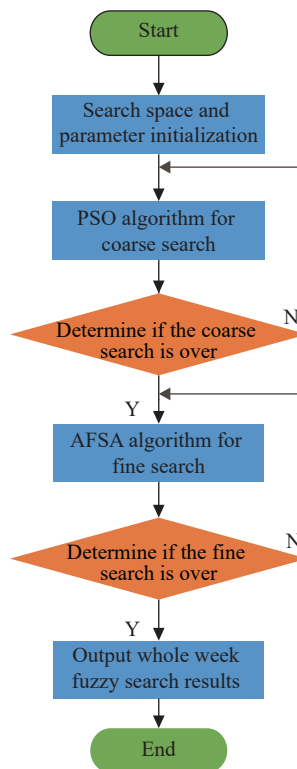 Start
Search space and
parameter initialization
PSO algorithm for
coarse search
Determine if the coarse
search is over
N
Y
AFSA algorithm for
fine search
Determine if the fine
search is over
N
Y
Output whole week
fuzzy search results
End